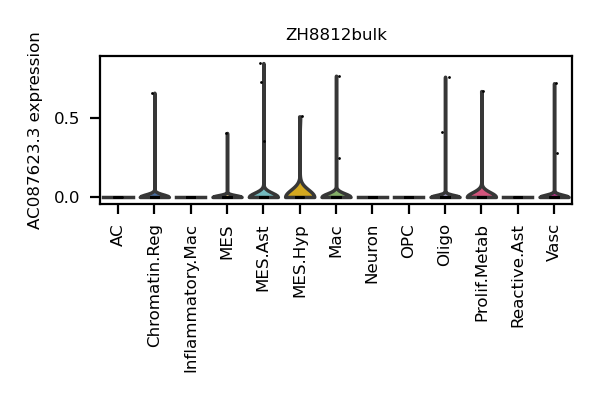 ZH8812bulk
AC087623.3 expression
0.5
0.0
AC
Chromatin.Reg
Inflammatory.Mac
MES
MES.Ast
MES.Hyp
Mac
Neuron
OPC
Oligo
Prolif.Metab
Reactive.Ast
Vasc